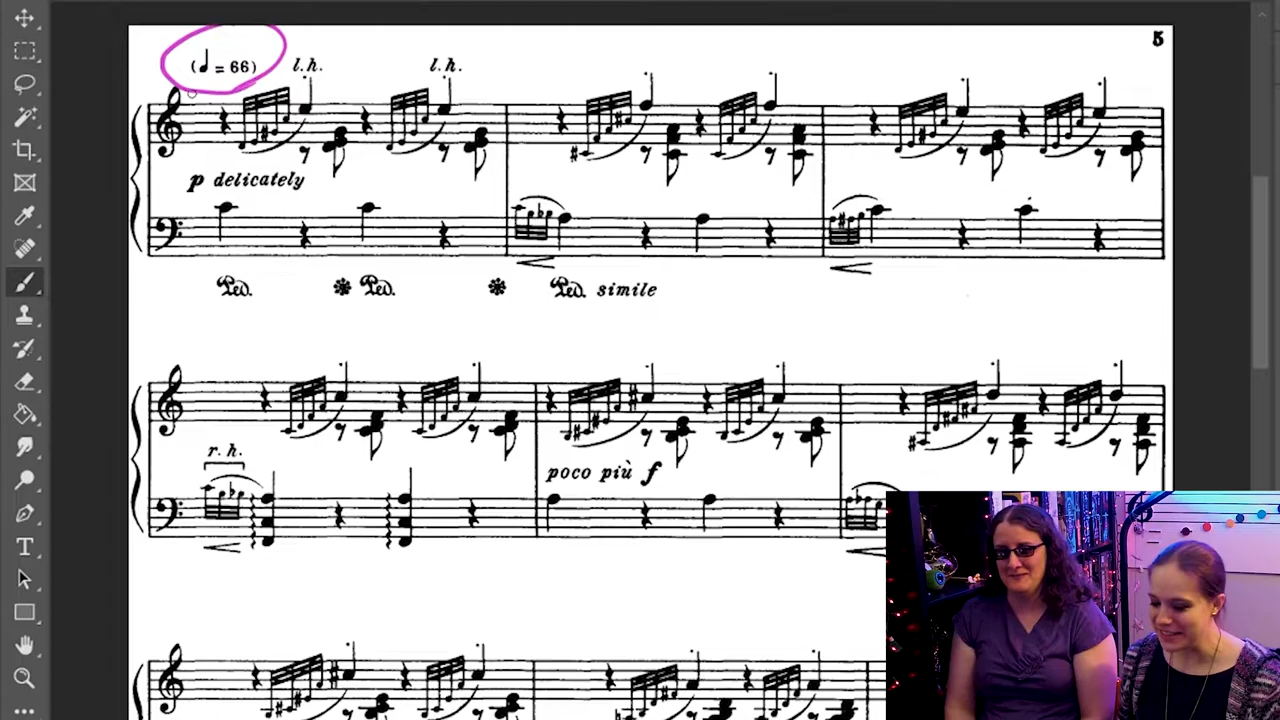 5
(♩ = 66) l.h. l.h.
p delicately
Ped. * Ped. * Ped. simile
r.h.
poco più f
T